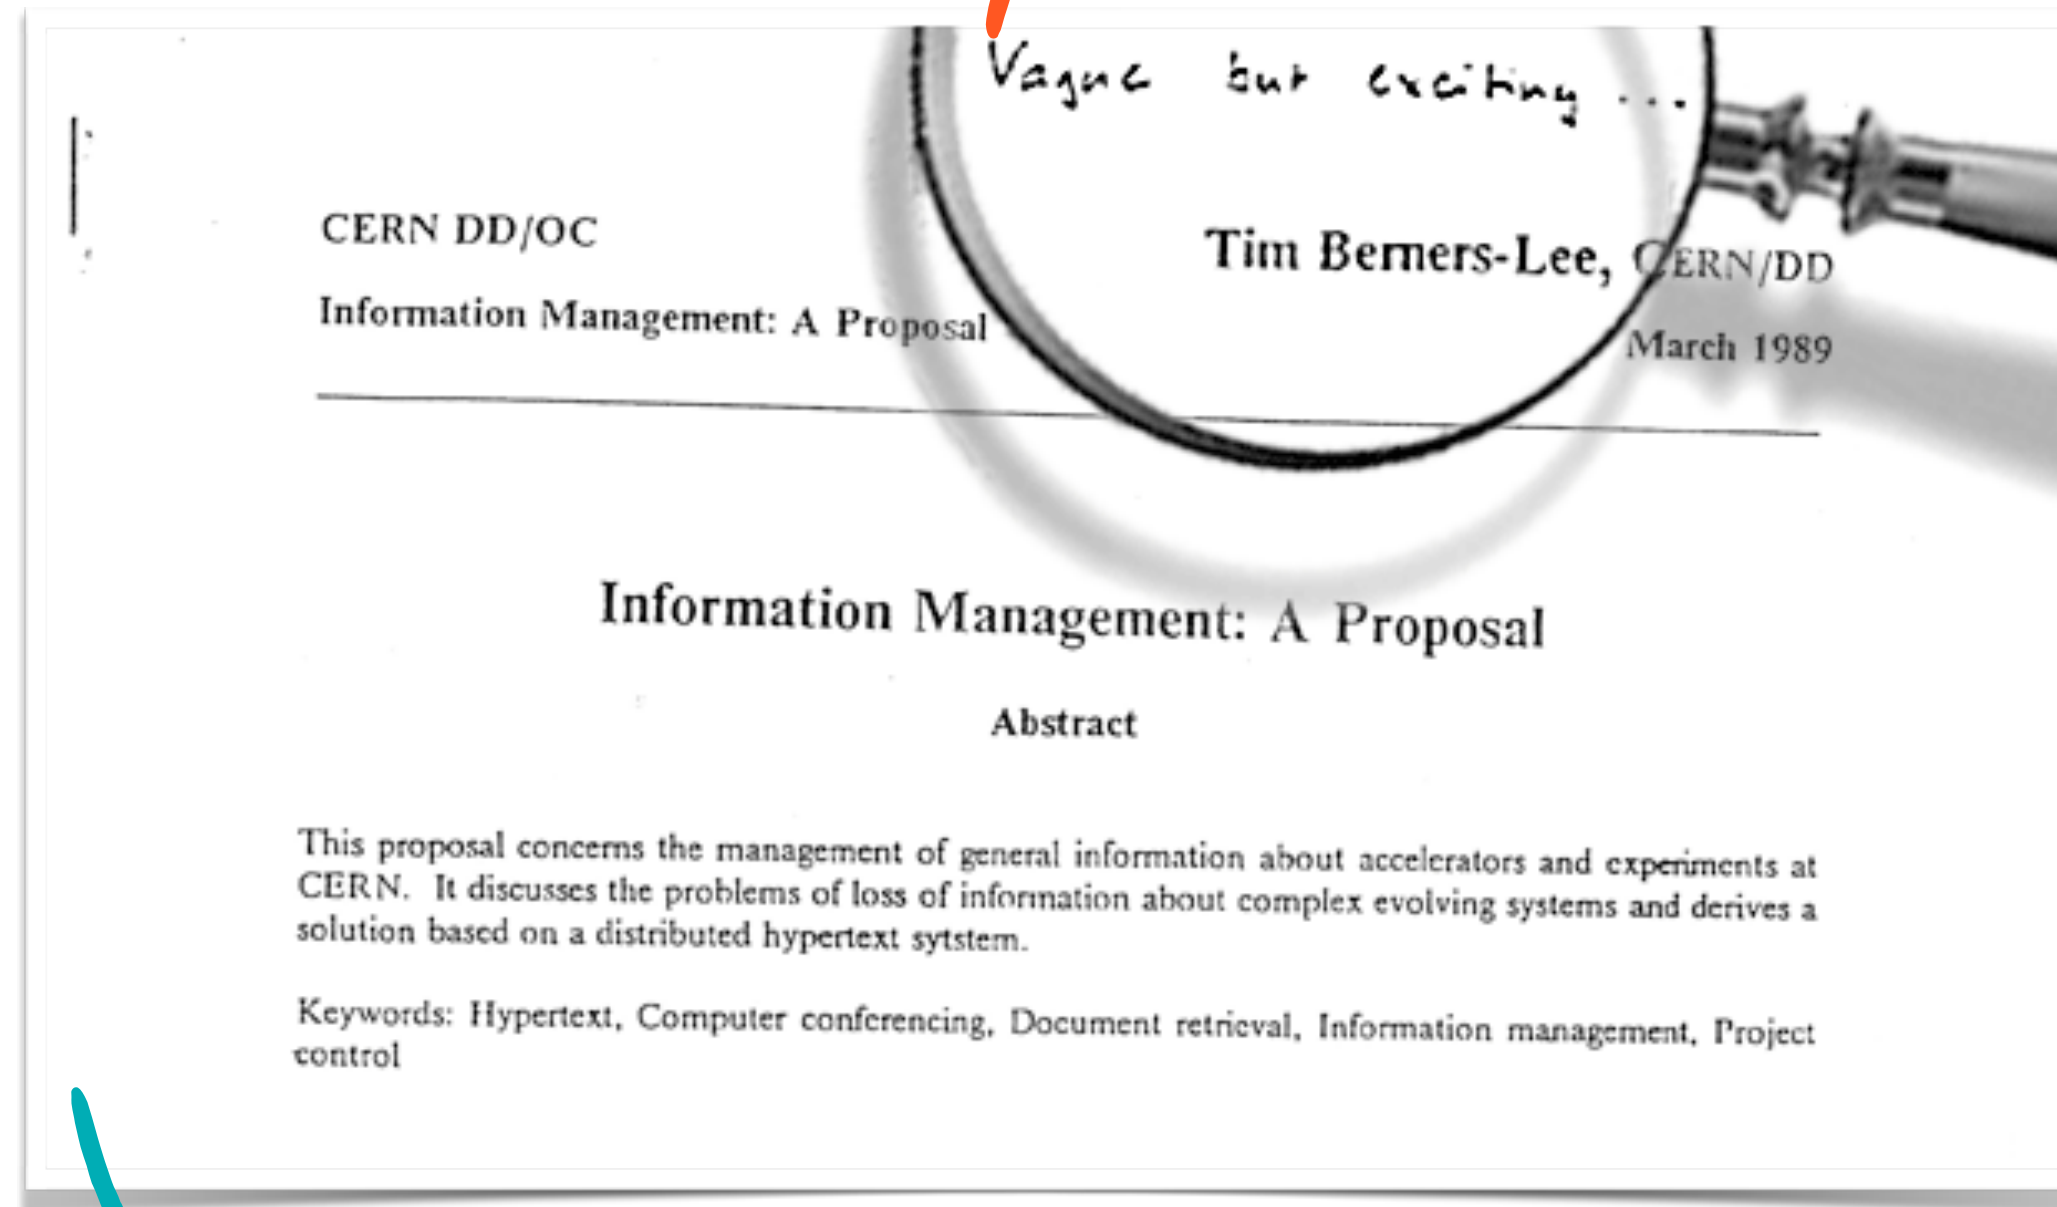 Vague but exciting ...
CERN DD/OC
Tim Berners-Lee, CERN/DD
Information Management: A Proposal
March 1989
Information Management: A Proposal
Abstract
This proposal concerns the management of general information about accelerators and experiments at
CERN. It discusses the problems of loss of information about complex evolving systems and derives a
solution based on a distributed hypertext sytstem.
Keywords: Hypertext, Computer conferencing, Document retrieval, Information management, Project
control